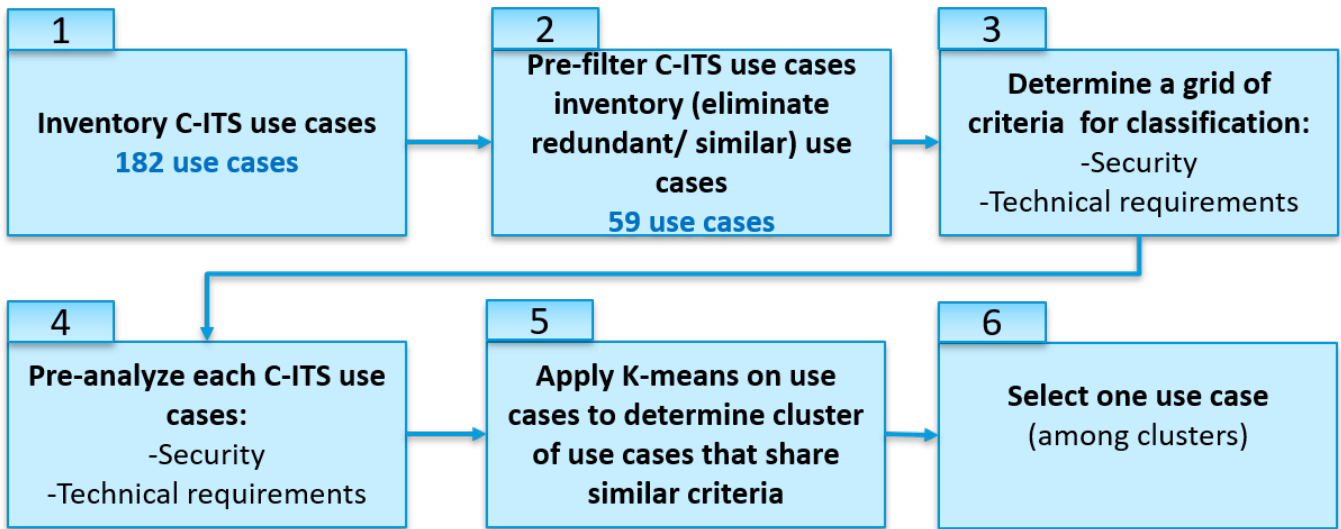 1
Inventory C-ITS use cases
182 use cases
2
Pre-filter C-ITS use cases
inventory (eliminate
redundant/ similar) use
cases
59 use cases
3
Determine a grid of
criteria for classification:
-Security
-Technical requirements
4
Pre-analyze each C-ITS use
cases:
-Security
-Technical requirements
5
Apply K-means on use
cases to determine cluster
of use cases that share
similar criteria
6
Select one use case
(among clusters)